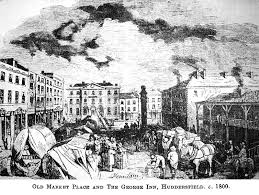 OLD MARKET PLACE AND THE GEORGE INN, HUDDERSFIELD. c. 1800.